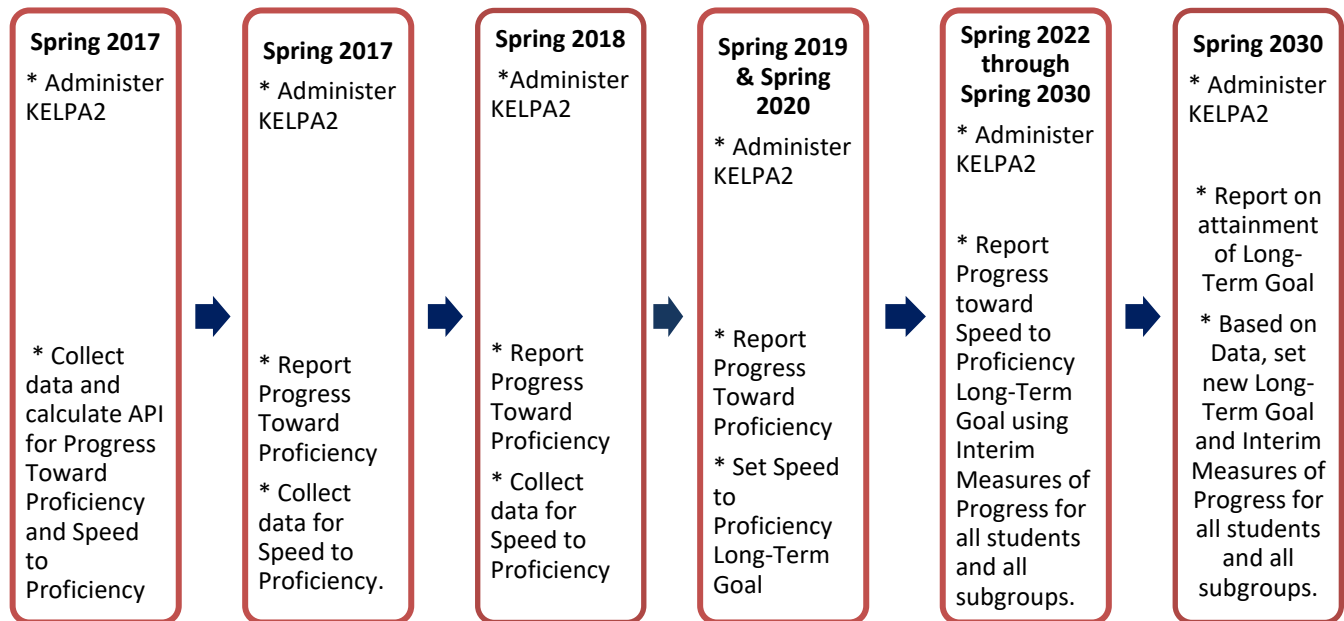 Spring 2017
* Administer
KELPA2
* Collect
data and
calculate API
for Progress
Toward
Proficiency
and Speed
to
Proficiency
Spring 2017
* Administer
KELPA2
* Report
Progress
Toward
Proficiency
* Collect
data for
Speed to
Proficiency.
Spring 2018
*Administer
KELPA2
* Report
Progress
Toward
Proficiency
* Collect
data for
Speed to
Proficiency
Spring 2019
& Spring
2020
* Administer
KELPA2
* Report
Progress
Toward
Proficiency
* Set Speed
to
Proficiency
Long-Term
Goal
Spring 2022
through
Spring 2030
* Administer
KELPA2
* Report
Progress
toward
Speed to
Proficiency
Long-Term
Goal using
Interim
Measures of
Progress for
all students
and all
subgroups.
Spring 2030
* Administer
KELPA2
* Report on
attainment
of Long-
Term Goal
* Based on
Data, set
new Long-
Term Goal
and Interim
Measures of
Progress for
all students
and all
subgroups.